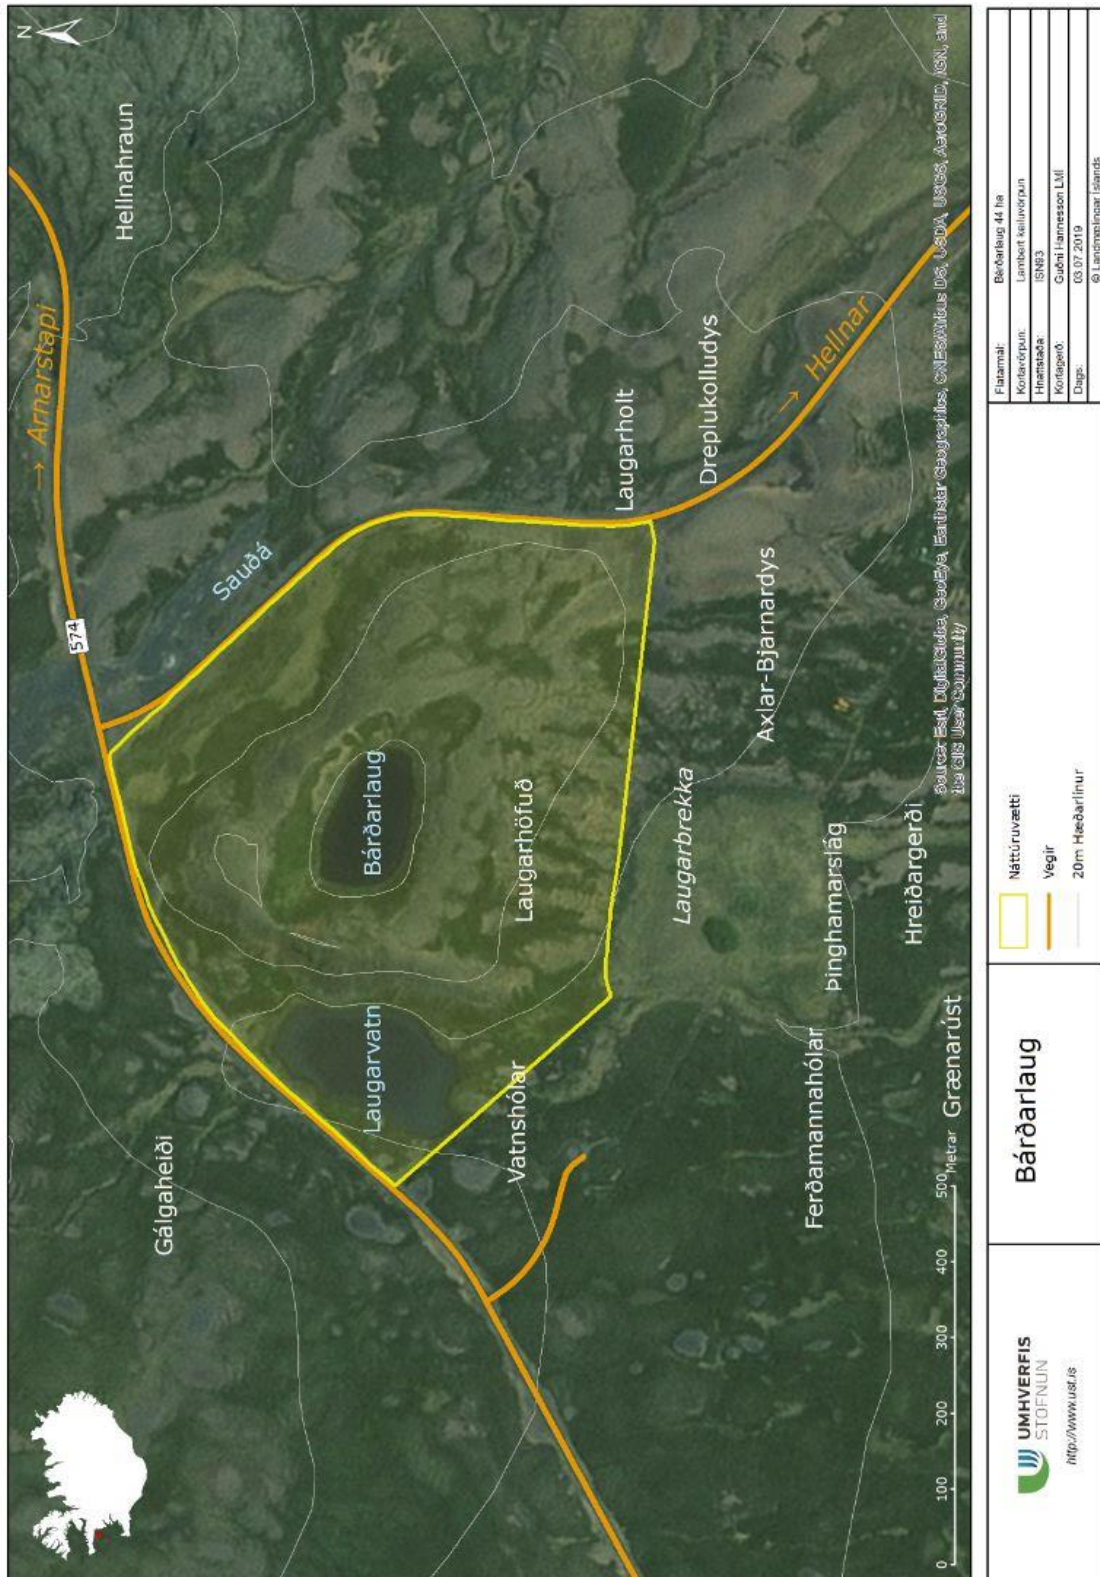 N
→ Arnarstapi
Hellnahraun
574
Sauðá
Gálgaheiði
Bárðarlaug
Laugarvatn
Laugarholt
Laugarhöfuð
Vatnshólar
Drepluskolludys
→ Hellnar
Laugarbrekka
Axlar-Bjarnardys
Ferðamannahólar
Þinghamarslág
Hreiðargerði
Grænarúst
0 100 200 300 400 500 Metrar
Source: Esri, DigitalGlobe, GeoEye, Earthstar Geographics, CNES/Airbus DS, USDA, USGS, AeroGRID, IGN, and
the GIS User Community
UMHVERFIS
STOFNUN
http://www.ust.is
Bárðarlaug
Náttúruvætti
Vegir
20m Hæðarlínur
Flatarmál: Bárðarlaug 44 ha
Kortavörpun: Lambert keiluvörpun
Hnattstaða: ISN93
Kortagerð: Guðni Hannesson LMÍ
Dags: 03.07.2019
© Landmælingar Íslands